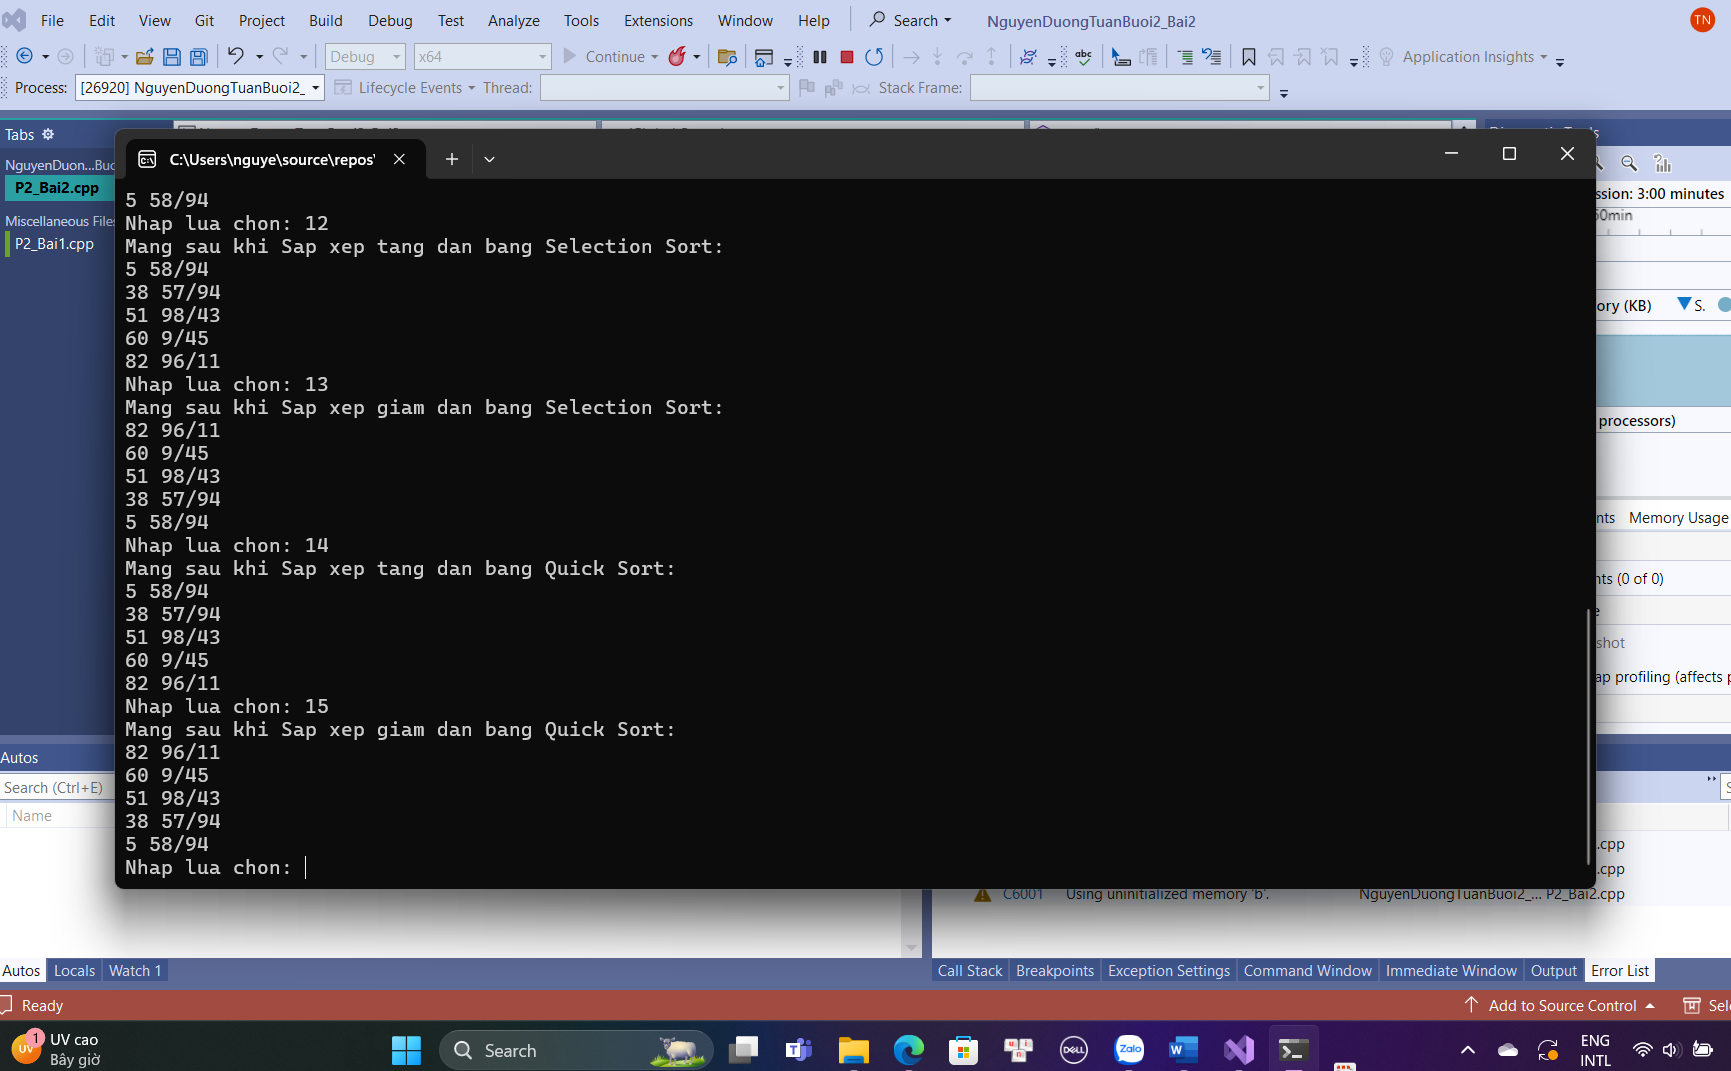 File Edit View Git Project Build Debug Test Analyze Tools Extensions Window Help Search NguyenDuongTuanBuoi2_Bai2 TN
Debug x64 Continue Application Insights
Process: [26920] NguyenDuongTuanBuoi2_ Lifecycle Events Thread: Stack Frame:
Tabs
NguyenDuon...Buo
P2_Bai2.cpp
Miscellaneous Files
P2_Bai1.cpp
C:\Users\nguye\source\repos'
5 58/94
Nhap lua chon: 12
Mang sau khi Sap xep tang dan bang Selection Sort:
5 58/94
38 57/94
51 98/43
60 9/45
82 96/11
Nhap lua chon: 13
Mang sau khi Sap xep giam dan bang Selection Sort:
82 96/11
60 9/45
51 98/43
38 57/94
5 58/94
Nhap lua chon: 14
Mang sau khi Sap xep tang dan bang Quick Sort:
5 58/94
38 57/94
51 98/43
60 9/45
82 96/11
Nhap lua chon: 15
Mang sau khi Sap xep giam dan bang Quick Sort:
82 96/11
60 9/45
51 98/43
38 57/94
5 58/94
Nhap lua chon:
ssion: 3:00 minutes
50min
ory (KB) S.
processors)
nts Memory Usage
nts (0 of 0)
e
shot
ap profiling (affects p
Autos
Search (Ctrl+E)
Name
.cpp
.cpp
C6001 Using uninitialized memory 'b'. NguyenDuongTuanBuoi2_... P2_Bai2.cpp
Autos Locals Watch 1
Call Stack Breakpoints Exception Settings Command Window Immediate Window Output Error List
Ready Add to Source Control Sel
UV 1 UV cao
Bây giờ
Search
DELL Zalo W
ENG
INTL